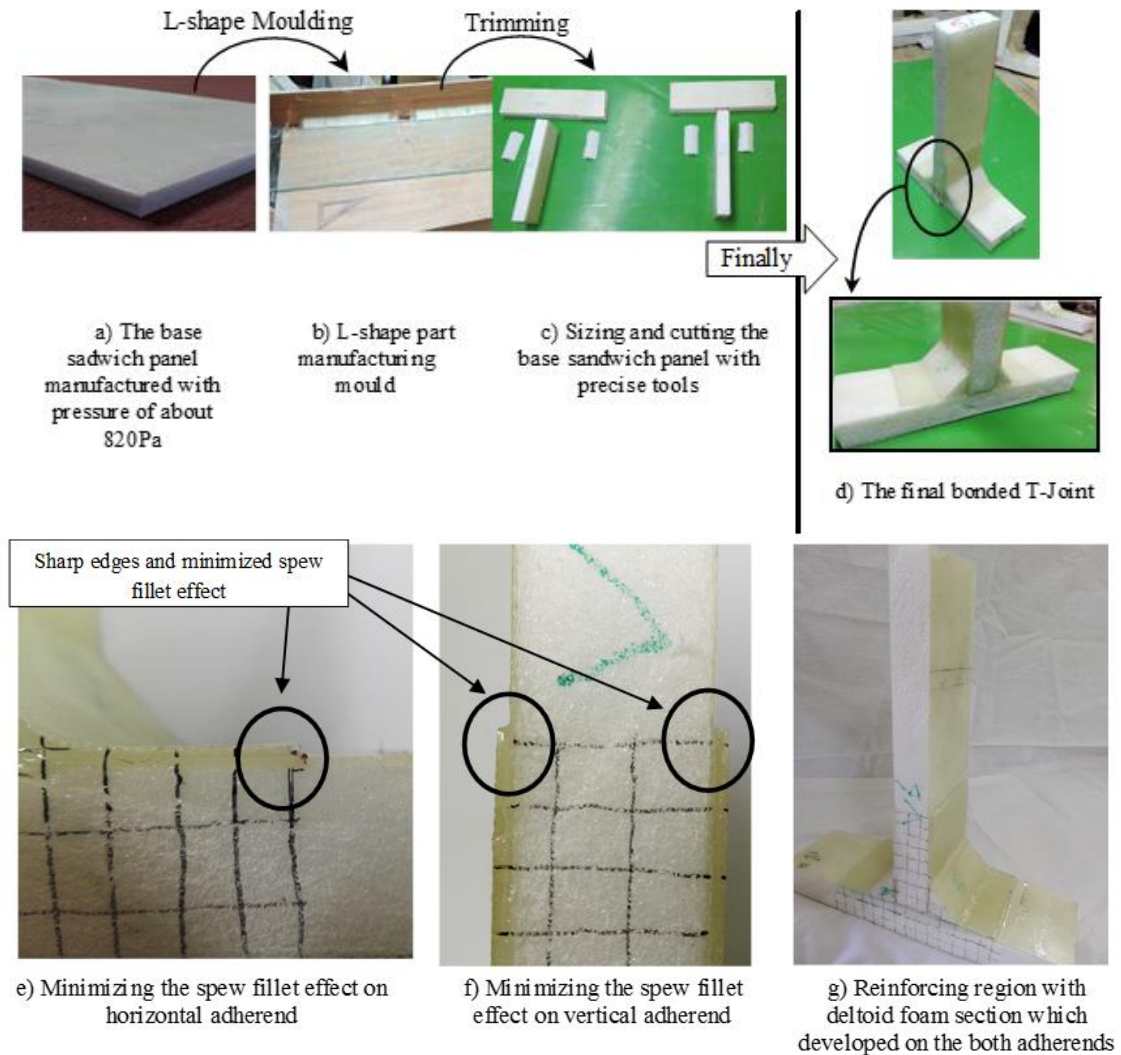 L-shape Moulding
Trimming
Finally
a) The base
sadwich panel
manufactured with
pressure of about
820Pa
b) L-shape part
manufacturing
mould
c) Sizing and cutting the
base sandwich panel with
precise tools
d) The final bonded T-Joint
Sharp edges and minimized spew
fillet effect
e) Minimizing the spew fillet effect on
horizontal adherend
f) Minimizing the spew fillet
effect on vertical adherend
g) Reinforcing region with
deltoid foam section which
developed on the both adherends